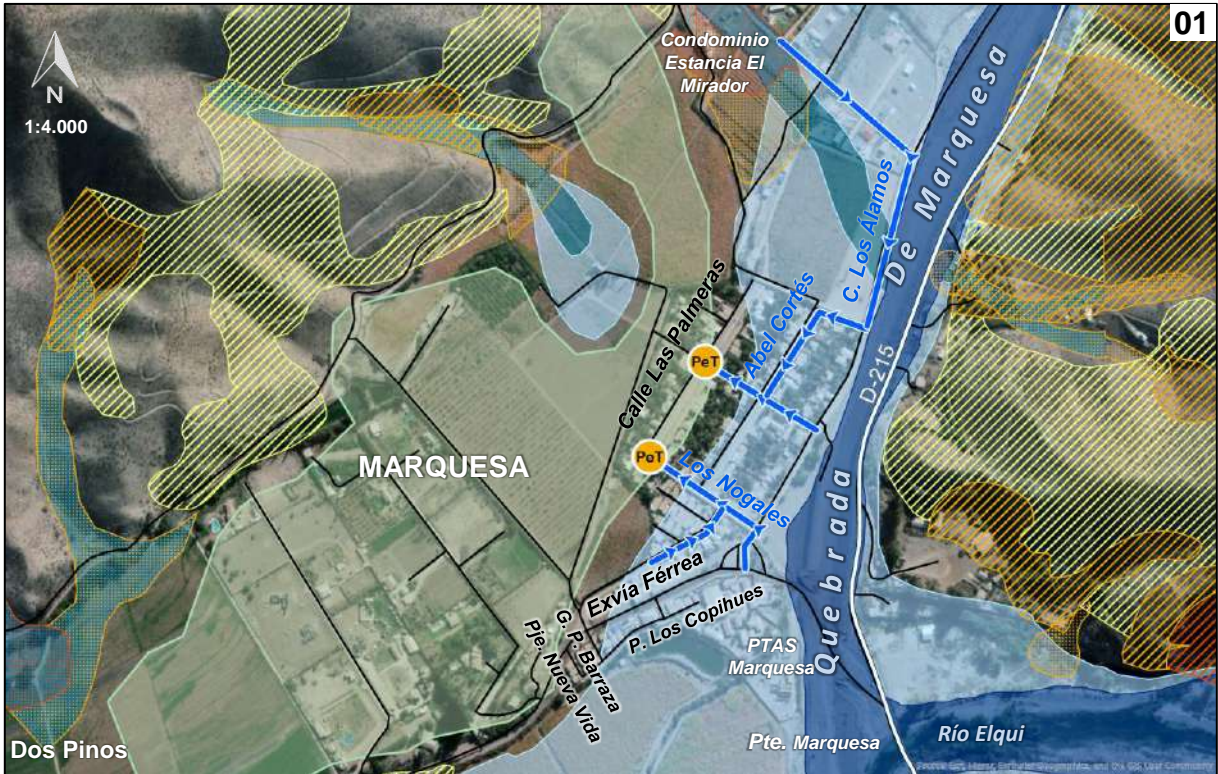 01
N
1:4.000
Condominio
Estancia El
Mirador
C. Los Álamos
Quebrada De Marquesa
D-215
Calle Las Palmeras
Abel Cortés
PeT
PeT
Los Nogales
MARQUESA
Exvía Férrea
P. Los Copihues
G. P. Barraza
Pje. Nueva Vida
PTAS
Marquesa
Pte. Marquesa
Río Elqui
Dos Pinos